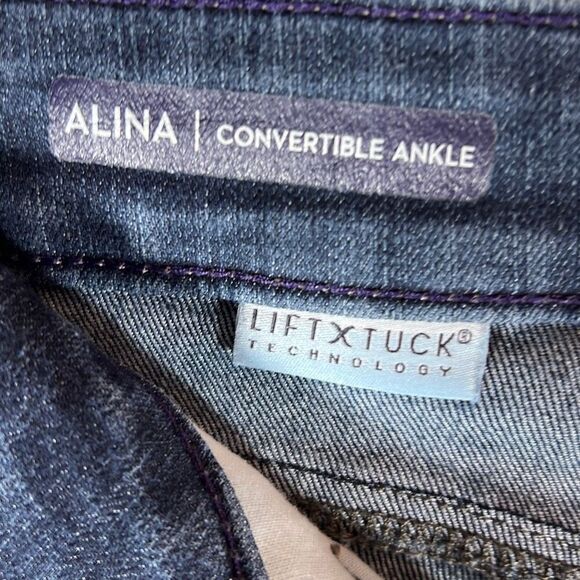 ALINA | CONVERTIBLE ANKLE
LIFTXTUCK®
TECHNOLOGY